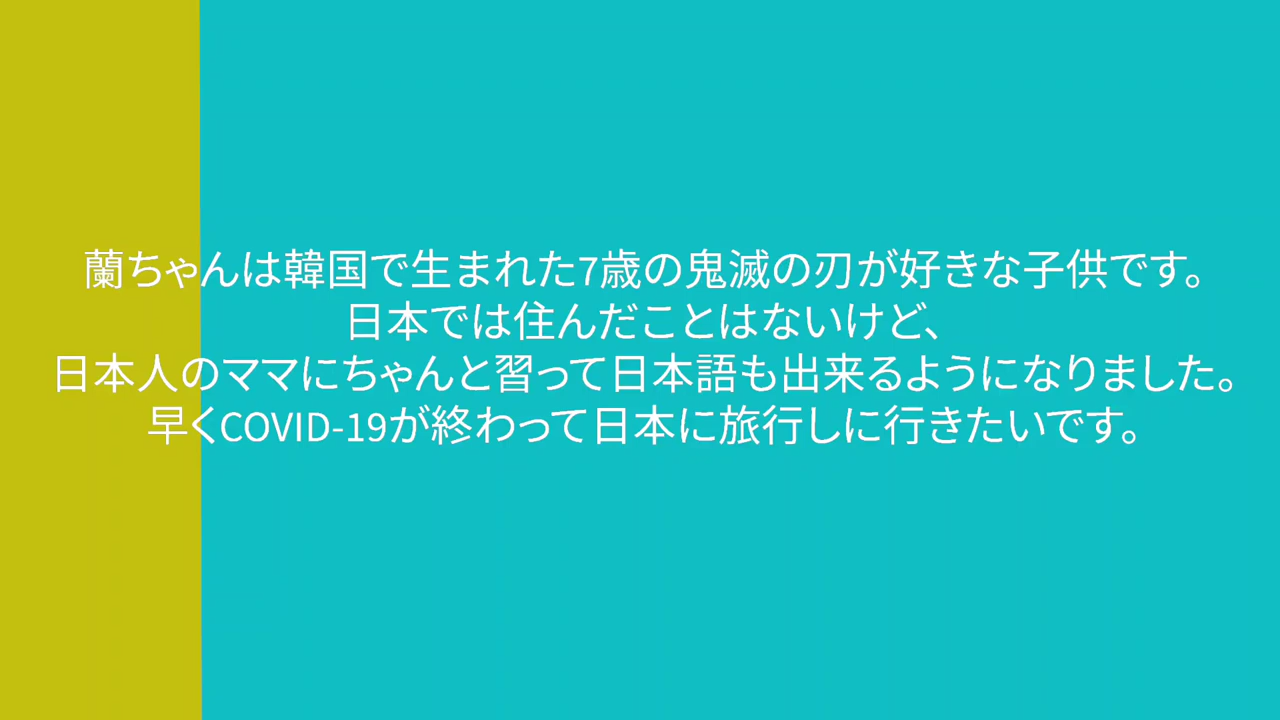 蘭ちゃんは韓国で生まれた7歳の鬼滅の刃が好きな子供です。
日本では住んだことはないけど、
日本人のママにちゃんと習って日本語も出来るようになりました。
早くCOVID-19が終わって日本に旅行しに行きたいです。